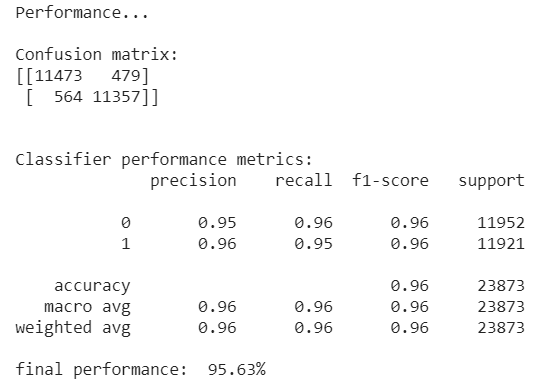 Performance...
Confusion matrix:
[[11473   479]
 [  564 11357]]
Classifier performance metrics:
              precision    recall  f1-score   support
           0       0.95      0.96      0.96     11952
           1       0.96      0.95      0.96     11921
    accuracy                           0.96     23873
   macro avg       0.96      0.96      0.96     23873
weighted avg       0.96      0.96      0.96     23873
final performance:  95.63%